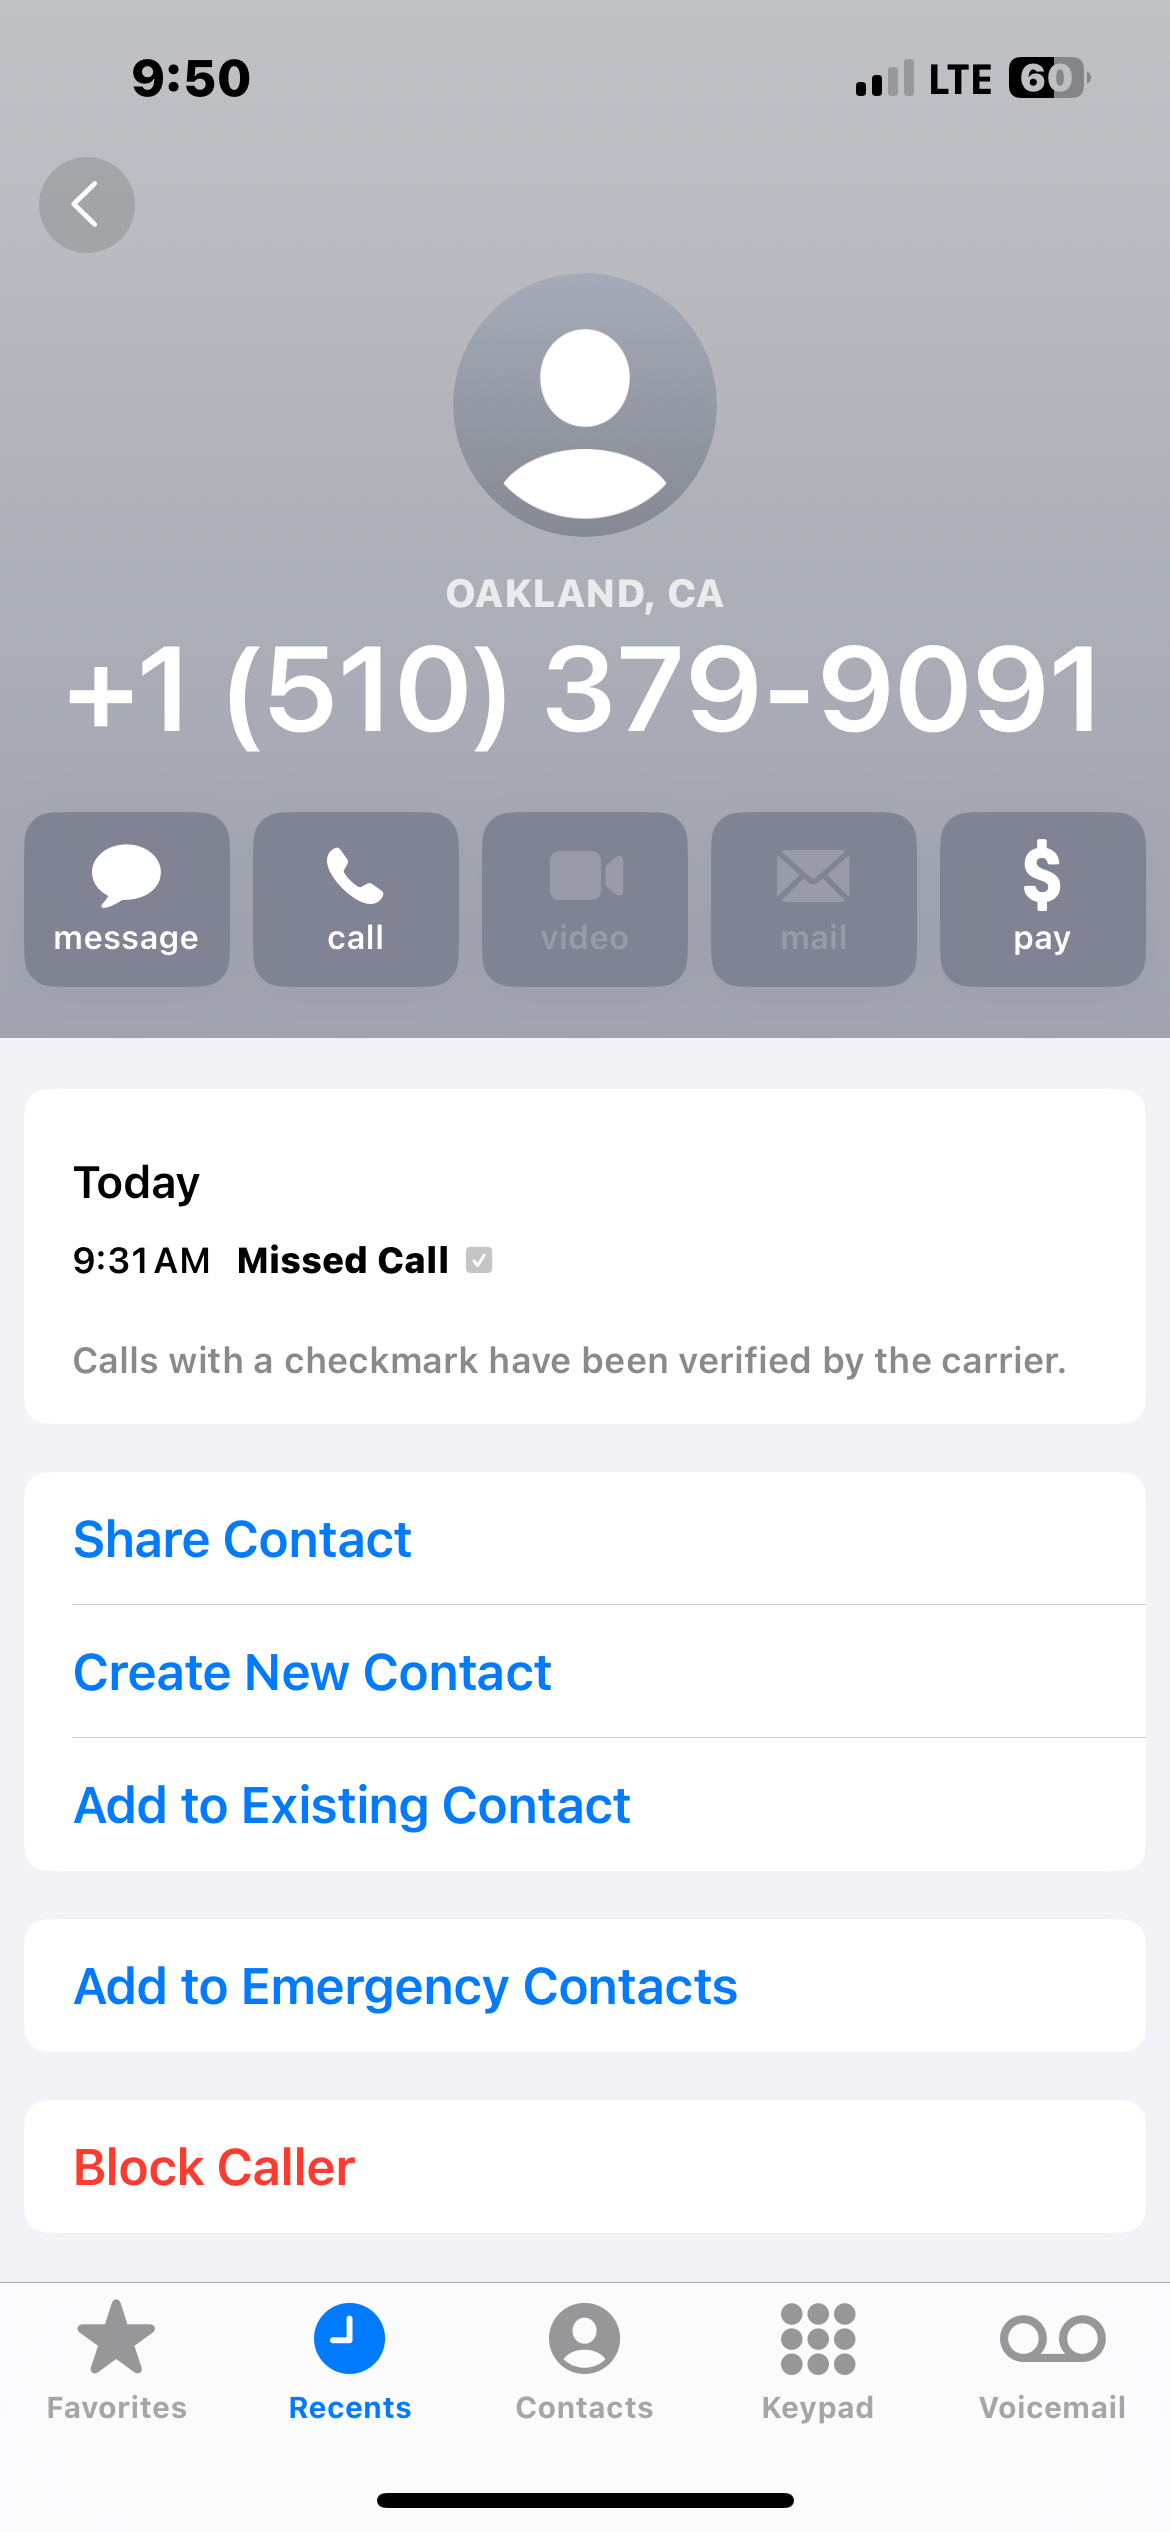 9:50 LTE 60
OAKLAND, CA
+1 (510) 379-9091
message call video mail pay
Today
9:31 AM Missed Call
Calls with a checkmark have been verified by the carrier.
Share Contact
Create New Contact
Add to Existing Contact
Add to Emergency Contacts
Block Caller
Favorites Recents Contacts Keypad Voicemail